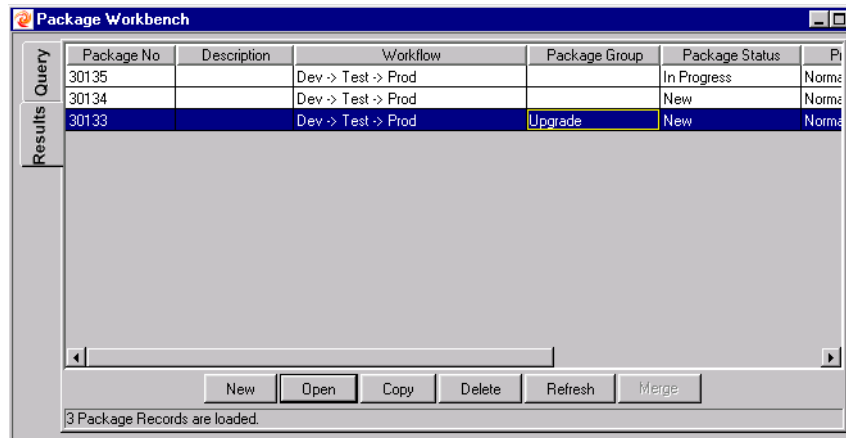 Package Workbench
Query
Results
Package No Description Workflow Package Group Package Status
30135 Dev -> Test -> Prod In Progress
30134 Dev -> Test -> Prod New
30133 Dev -> Test -> Prod Upgrade New
New Open Copy Delete Refresh Merge
3 Package Records are loaded.